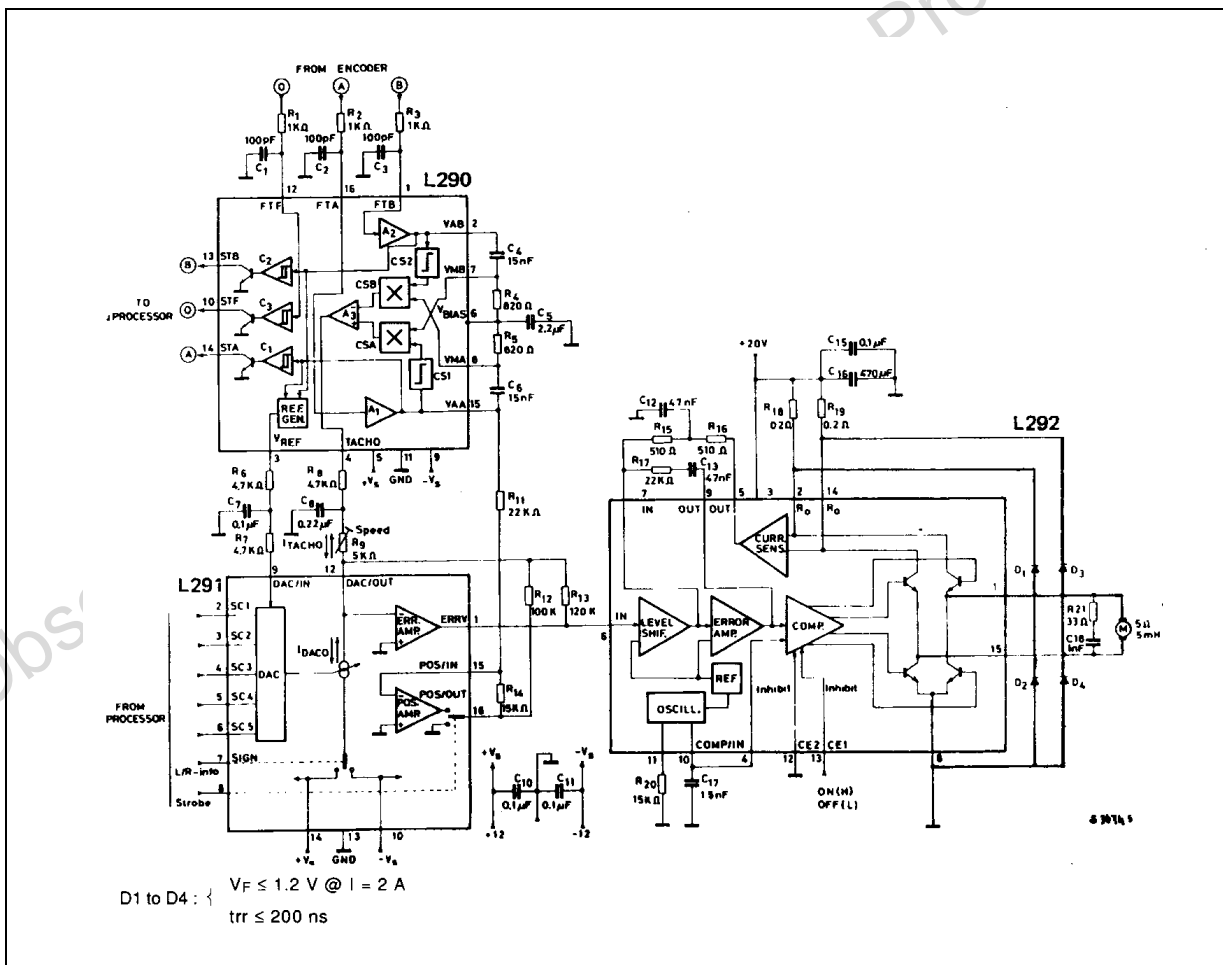 FROM ENCODER
O A B
R1 1KΩ
R2 1KΩ
R3 1KΩ
100pF C1
100pF C2
100pF C3
12 16 1
L290
FTF FTA FTB
A2 VAB 2
C4 15nF
CS2
13 STB
B
C2
VMB 7
CSB
R4 820Ω
TO
PROCESSOR
10 STF
O
C3
A3
VBIAS 6
C5 2.2µF
CSA
R5 820Ω
14 STA
A
C1
VMA 8
CS1
C6 15nF
REF. GEN.
A1 VAA 15
VREF TACHO
3 4 5 11 9
+Vs GND -Vs
R6 4.7KΩ
R8 4.7KΩ
C7 0.1µF
C8 0.22µF
R7 4.7KΩ
ITACHO
Speed
R9 5KΩ
R11 22KΩ
9 12
L291
DAC/IN DAC/OUT
R12 100K
R13 120K
2 SC1
3 SC2
4 SC3
5 SC4
6 SC5
DAC
IDACO
ERR. AMP.
ERRV 1
POS/IN 15
POS/OUT
R14 15KΩ
POS. AMP.
16
FROM
PROCESSOR
7 SIGN
L/R-info
Strobe
8
14 13 10
+Vs GND -Vs
+Vs -Vs
C10 0.1µF
C11 0.1µF
+12 -12
+20V
C15 0.1µF
C16 470µF
R18 0.2Ω
R19 0.2Ω
L292
C12 47nF
R15 510Ω
R16 510Ω
R17 22KΩ
C13 47nF
7 9 5 3 2 14
IN OUT OUT R0 R0
CURR. SENS.
IN
6
LEVEL SHIF.
ERROR AMP.
COMP.
REF
OSCILL.
Inhibit Inhibit
COMP/IN CE2 CE1
11 10 4 12 13 8
R20 15KΩ
C17 1.5nF
ON(H)
OFF(L)
1
15
D1 D3
D2 D4
R21 33Ω
C18 1nF
M
5Ω
5mH
D1 to D4 : { VF ≤ 1.2 V @ I = 2 A
trr ≤ 200 ns